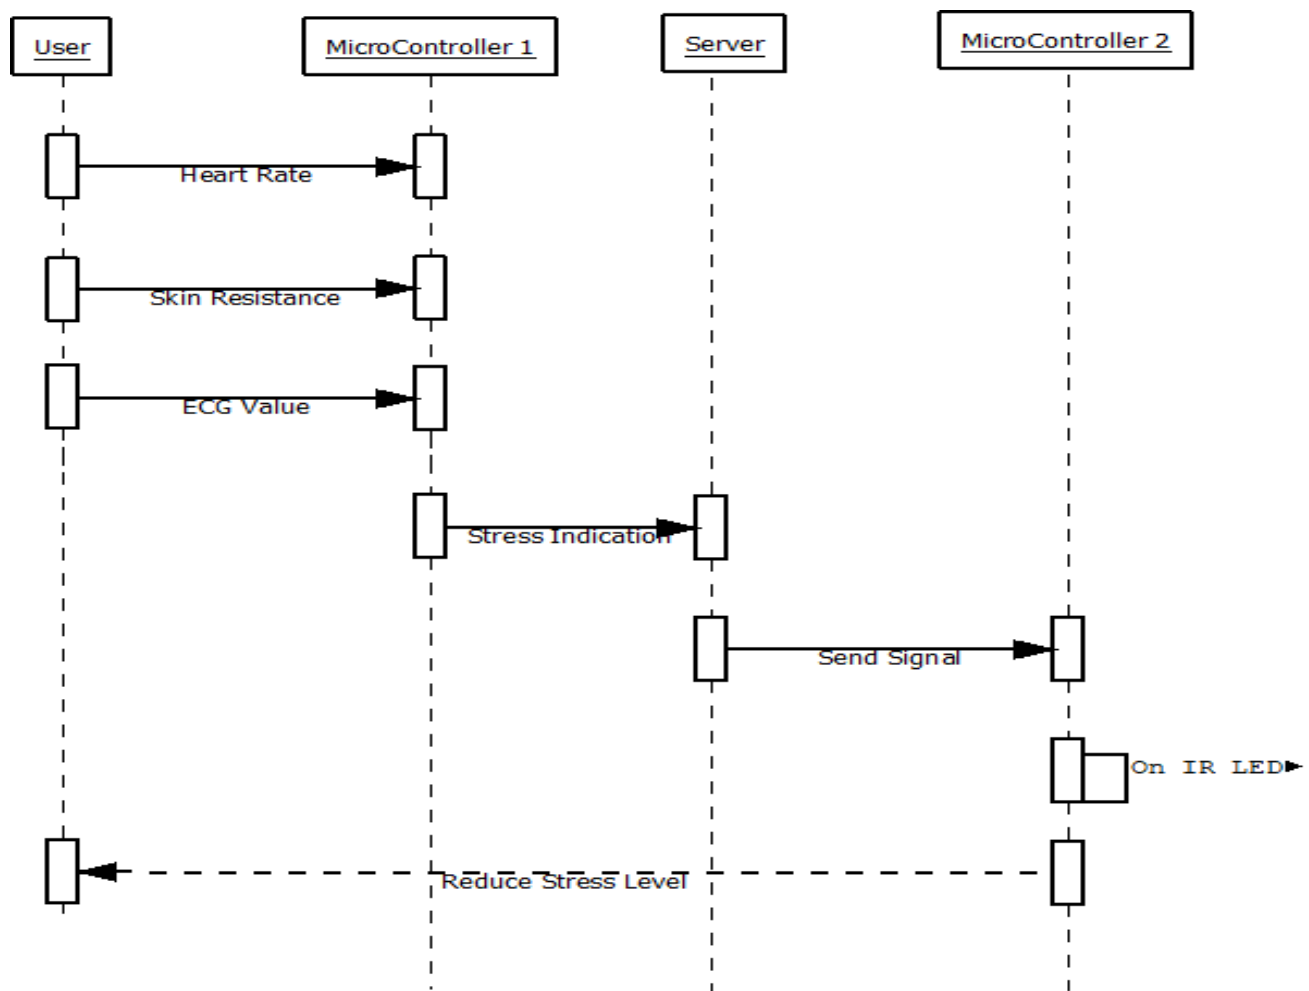 User
MicroController 1
Server
MicroController 2
Heart Rate
Skin Resistance
ECG Value
Stress Indication
Send Signal
On IR LED
Reduce Stress Level